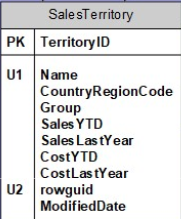 SalesTerritory
PK TerritoryID
U1 Name
CountryRegionCode
Group
SalesYTD
SalesLastYear
CostYTD
CostLastYear
U2 rowguid
ModifiedDate